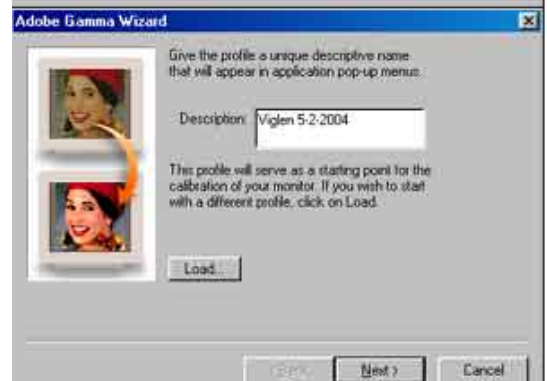 Adobe Gamma Wizard
Give the profile a unique descriptive name
that will appear in application pop-up menus.
Description: Viglen 5-2-2004
This profile will serve as a starting point for the
calibration of your monitor. If you wish to start
with a different profile, click on Load.
Load...
< Back Next > Cancel